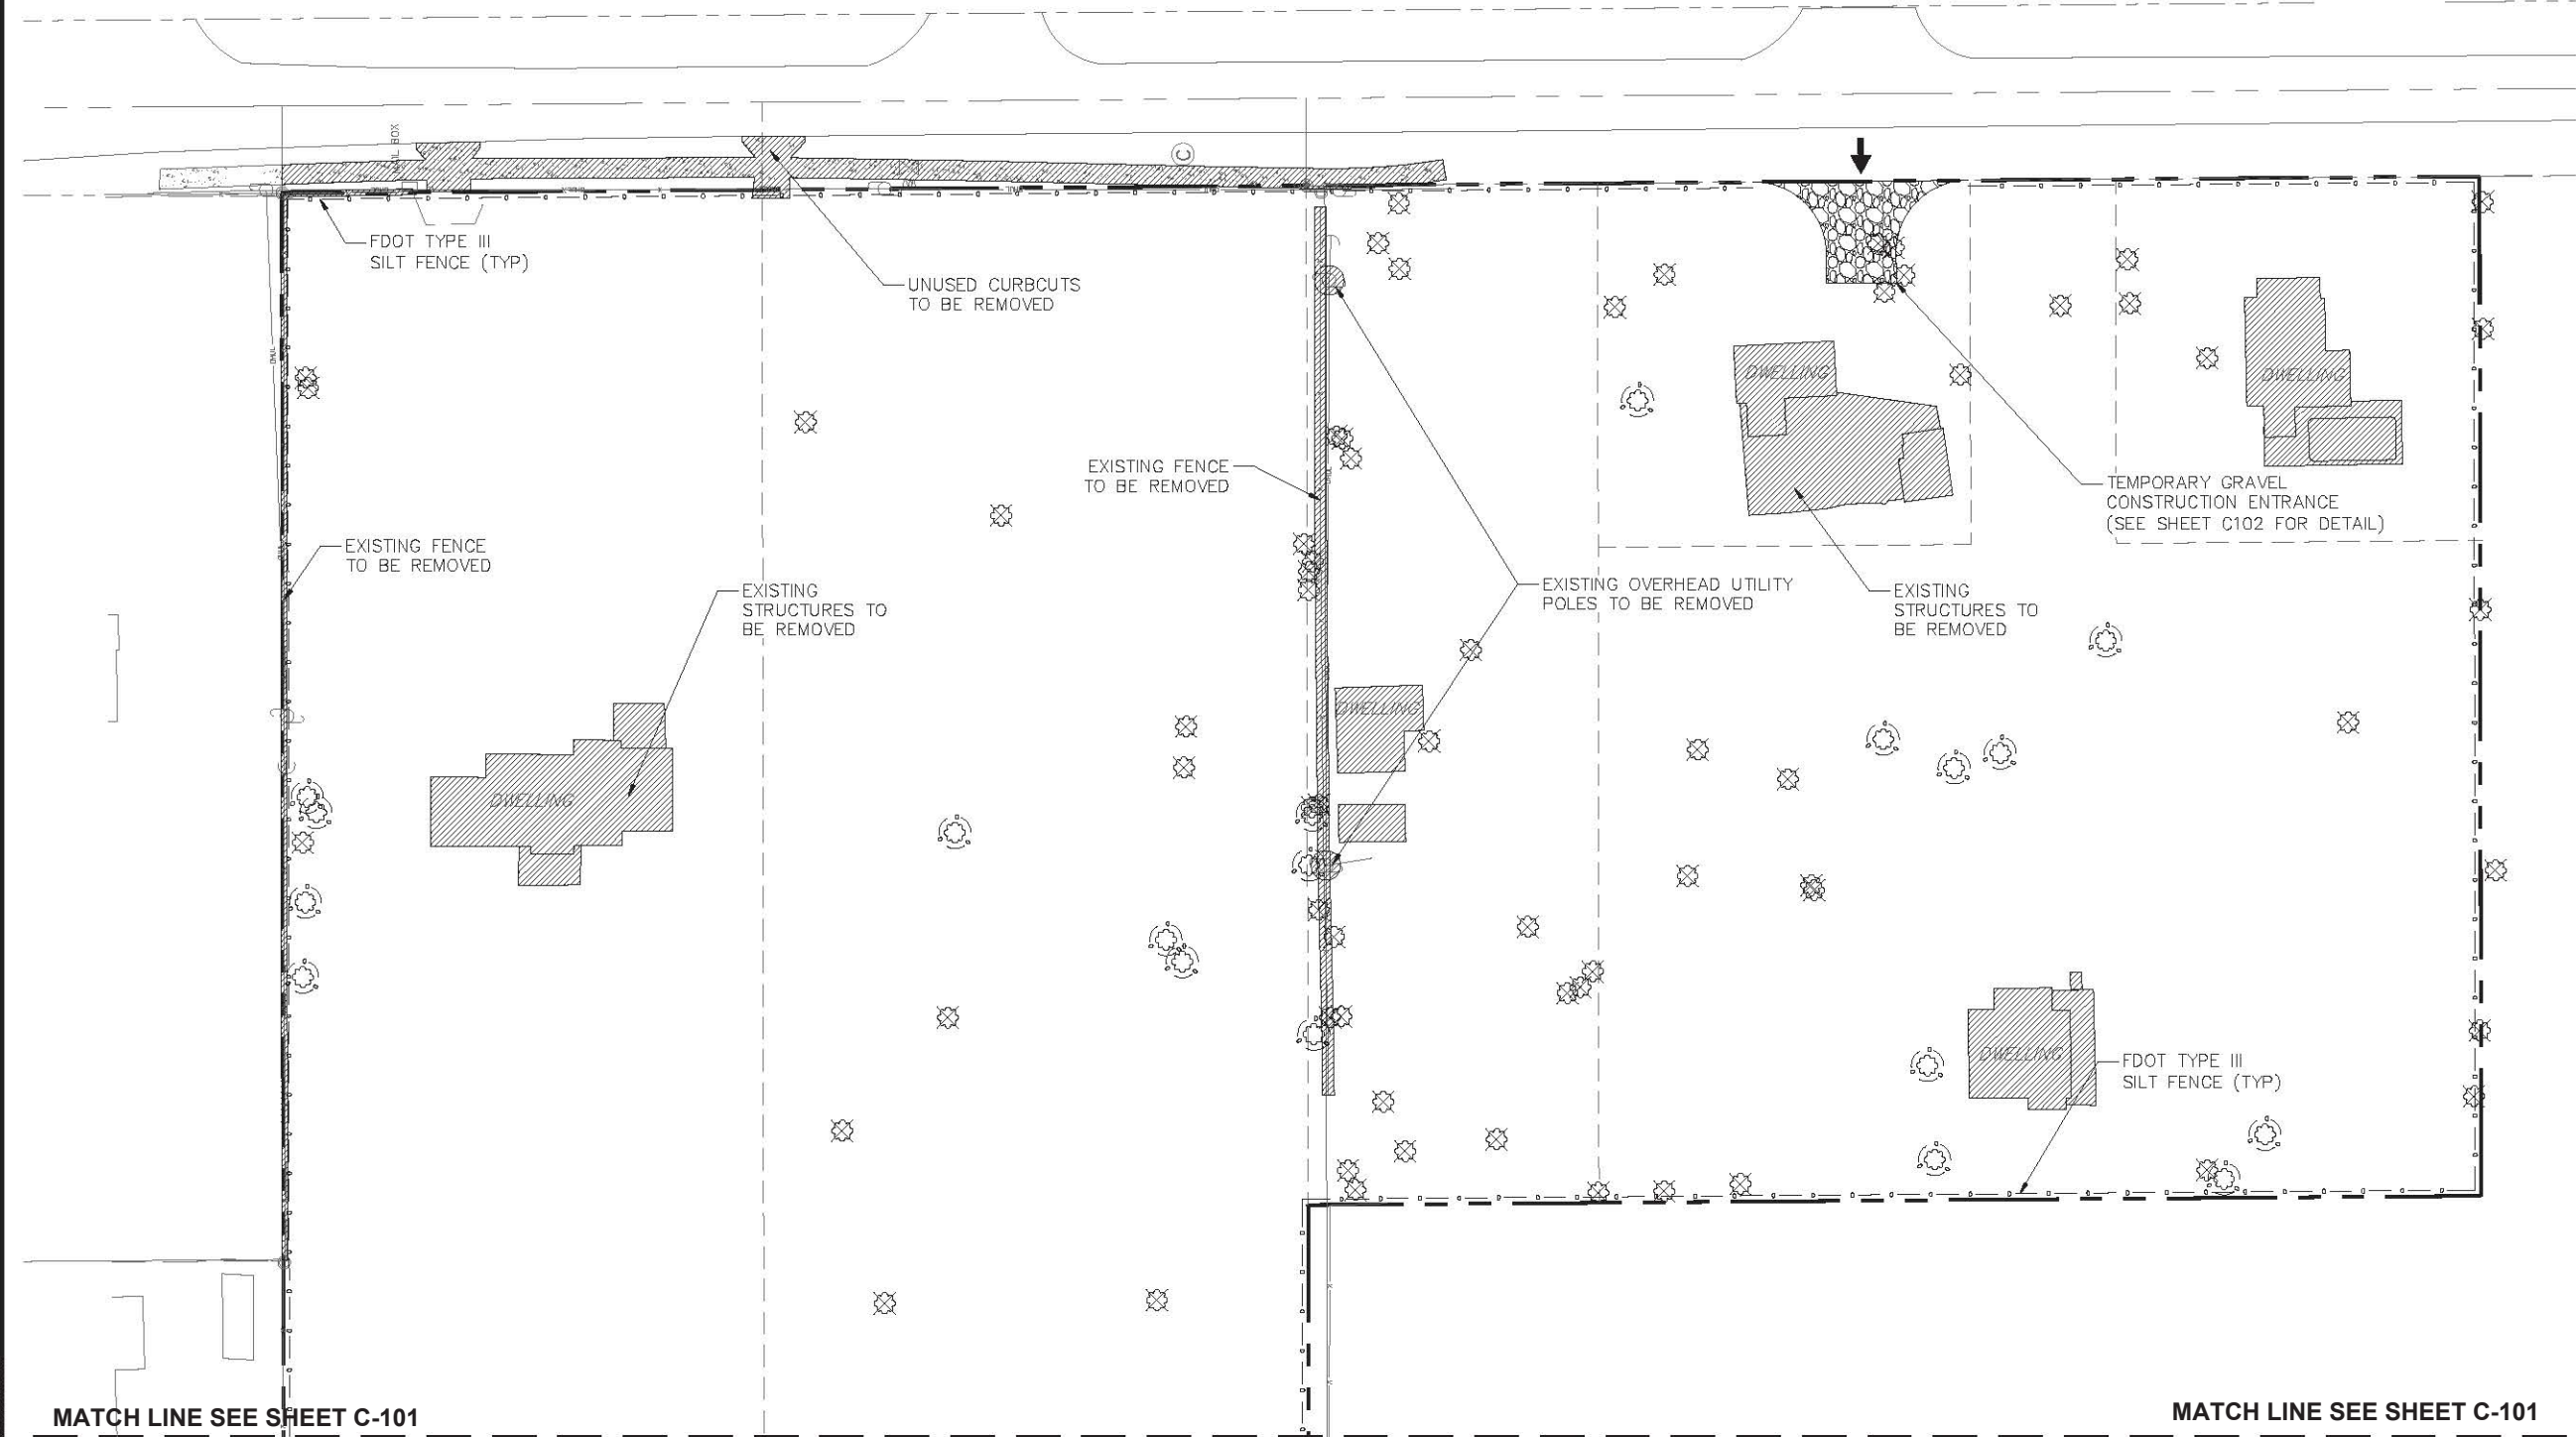 MAIL BOX
C
FDOT TYPE III
SILT FENCE (TYP)
UNUSED CURBCUTS
TO BE REMOVED
DWELLING
DWELLING
EXISTING FENCE
TO BE REMOVED
TEMPORARY GRAVEL
CONSTRUCTION ENTRANCE
(SEE SHEET C102 FOR DETAIL)
EXISTING FENCE
TO BE REMOVED
EXISTING
STRUCTURES TO
BE REMOVED
EXISTING OVERHEAD UTILITY
POLES TO BE REMOVED
EXISTING
STRUCTURES TO
BE REMOVED
DWELLING
DWELLING
DWELLING
FDOT TYPE III
SILT FENCE (TYP)
MATCH LINE SEE SHEET C-101
MATCH LINE SEE SHEET C-101